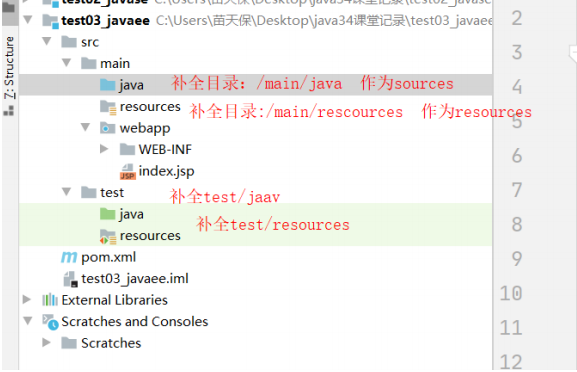 test02_javase C:\Users\苗天保\Desktop\java34课堂记录\test02_javase
test03_javaee C:\Users\苗天保\Desktop\java34课堂记录\test03_javaee
src
main
java 补全目录：/main/java 作为sources
resources 补全目录:/main/rescources 作为resources
webapp
WEB-INF
index.jsp
test 补全test/jaav
java 补全test/resources
resources
pom.xml
test03_javaee.iml
External Libraries
Scratches and Consoles
Scratches
7: Structure
2
3
4
5
6
7
8
9
10
11
12